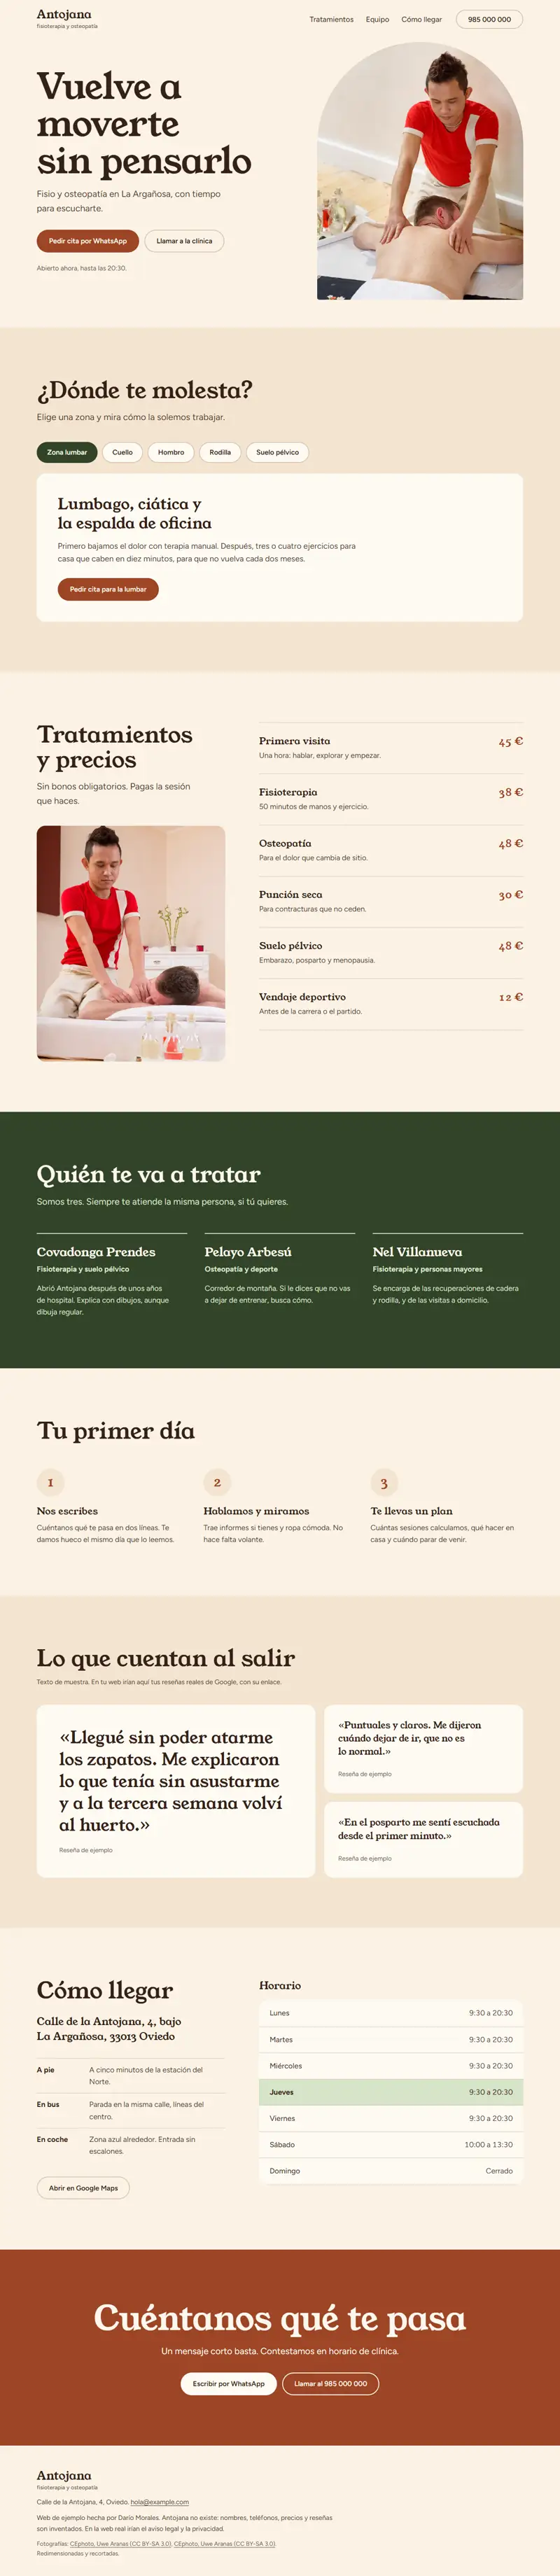 Antojana
fisioterapia y osteopatía
Tratamientos
Equipo
Cómo llegar
985 000 000
Vuelve a
moverte
sin pensarlo
Fisio y osteopatía en La Argañosa, con tiempo
para escucharte.
Pedir cita por WhatsApp
Llamar a la clínica
Abierto ahora, hasta las 20:30.
¿Dónde te molesta?
Elige una zona y mira cómo la solemos trabajar.
Zona lumbar
Cuello
Hombro
Rodilla
Suelo pélvico
Lumbago, ciática y
la espalda de oficina
Primero bajamos el dolor con terapia manual. Después, tres o cuatro ejercicios para
casa que caben en diez minutos, para que no vuelva cada dos meses.
Pedir cita para la lumbar
Tratamientos
y precios
Sin bonos obligatorios. Pagas la sesión
que haces.
Primera visita
45 €
Una hora: hablar, explorar y empezar.
Fisioterapia
38 €
50 minutos de manos y ejercicio.
Osteopatía
48 €
Para el dolor que cambia de sitio.
Punción seca
30 €
Para contracturas que no ceden.
Suelo pélvico
48 €
Embarazo, posparto y menopausia.
Vendaje deportivo
12 €
Antes de la carrera o el partido.
Quién te va a tratar
Somos tres. Siempre te atiende la misma persona, si tú quieres.
Covadonga Prendes
Fisioterapia y suelo pélvico
Abrió Antojana después de unos años
de hospital. Explica con dibujos, aunque
dibuja regular.
Pelayo Arbesú
Osteopatía y deporte
Corredor de montaña. Si le dices que no vas
a dejar de entrenar, busca cómo.
Nel Villanueva
Fisioterapia y personas mayores
Se encarga de las recuperaciones de cadera
y rodilla, y de las visitas a domicilio.
Tu primer día
1
Nos escribes
Cuéntanos qué te pasa en dos líneas. Te
damos hueco el mismo día que lo leemos.
2
Hablamos y miramos
Trae informes si tienes y ropa cómoda. No
hace falta volante.
3
Te llevas un plan
Cuántas sesiones calculamos, qué hacer en
casa y cuándo parar de venir.
Lo que cuentan al salir
Texto de muestra. En tu web irían aquí tus reseñas reales de Google, con su enlace.
«Llegué sin poder atarme
los zapatos. Me explicaron
lo que tenía sin asustarme
y a la tercera semana volví
al huerto.»
Reseña de ejemplo
«Puntuales y claros. Me dijeron
cuándo dejar de ir, que no es
lo normal.»
Reseña de ejemplo
«En el posparto me sentí escuchada
desde el primer minuto.»
Reseña de ejemplo
Cómo llegar
Calle de la Antojana, 4, bajo
La Argañosa, 33013 Oviedo
A pie
A cinco minutos de la estación del
Norte.
En bus
Parada en la misma calle, líneas del
centro.
En coche
Zona azul alrededor. Entrada sin
escalones.
Abrir en Google Maps
Horario
Lunes
9:30 a 20:30
Martes
9:30 a 20:30
Miércoles
9:30 a 20:30
Jueves
9:30 a 20:30
Viernes
9:30 a 20:30
Sábado
10:00 a 13:30
Domingo
Cerrado
Cuéntanos qué te pasa
Un mensaje corto basta. Contestamos en horario de clínica.
Escribir por WhatsApp
Llamar al 985 000 000
Antojana
fisioterapia y osteopatía
Calle de la Antojana, 4, Oviedo. hola@example.com
Web de ejemplo hecha por Darío Morales. Antojana no existe: nombres, teléfonos, precios y reseñas
son inventados. En la web real irían el aviso legal y la privacidad.
Fotografías: CEphoto, Uwe Aranas (CC BY-SA 3.0), CEphoto, Uwe Aranas (CC BY-SA 3.0).
Redimensionadas y recortadas.